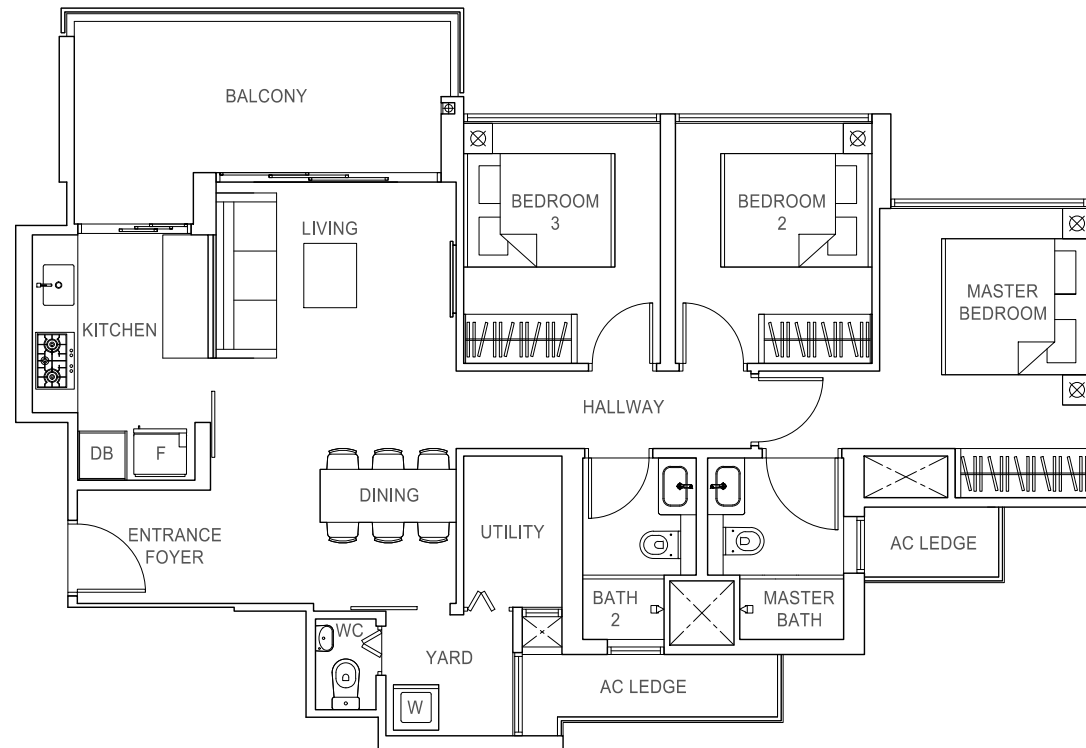 BALCONY
LIVING
BEDROOM
3
BEDROOM
2
MASTER
BEDROOM
KITCHEN
HALLWAY
DB
F
DINING
UTILITY
ENTRANCE
FOYER
AC LEDGE
BATH
2
MASTER
BATH
WC
YARD
AC LEDGE
W